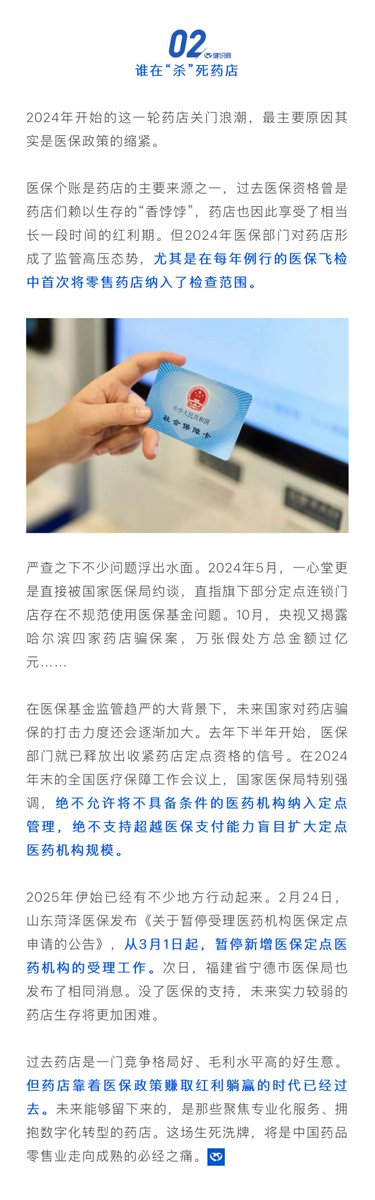 02
健识局
谁在“杀”死药店
2024年开始的这一轮药店关门浪潮，最主要原因其
实是医保政策的缩紧。
医保个账是药店的主要来源之一，过去医保资格曾是
药店们赖以生存的“香饽饽”，药店也因此享受了相当
长一段时间的红利期。但2024年医保部门对药店形
成了监管高压态势，尤其是在每年例行的医保飞检
中首次将零售药店纳入了检查范围。
中华人民共和国
社会保障卡
严查之下不少问题浮出水面。2024年5月，一心堂更
是直接被国家医保局约谈，直指旗下部分定点连锁门
店存在不规范使用医保基金问题。10月，央视又揭露
哈尔滨四家药店骗保案，万张假处方总金额过亿
元……
在医保基金监管趋严的大背景下，未来国家对药店骗
保的打击力度还会逐渐加大。去年下半年开始，医保
部门就已释放出收紧药店定点资格的信号。在2024
年末的全国医疗保障工作会议上，国家医保局特别强
调，绝不允许将不具备条件的医药机构纳入定点
管理，绝不支持超越医保支付能力盲目扩大定点
医药机构规模。
2025年伊始已经有不少地方行动起来。2月24日，
山东菏泽医保发布《关于暂停受理医药机构医保定点
申请的公告》，从3月1日起，暂停新增医保定点医
药机构的受理工作。次日，福建省宁德市医保局也
发布了相同消息。没了医保的支持，未来实力较弱的
药店生存将更加困难。
过去药店是一门竞争格局好、毛利水平高的好生意。
但药店靠着医保政策赚取红利躺赢的时代已经过
去。未来能够留下来的，是那些聚焦专业化服务、拥
抱数字化转型的药店。这场生死洗牌，将是中国药品
零售业走向成熟的必经之痛。